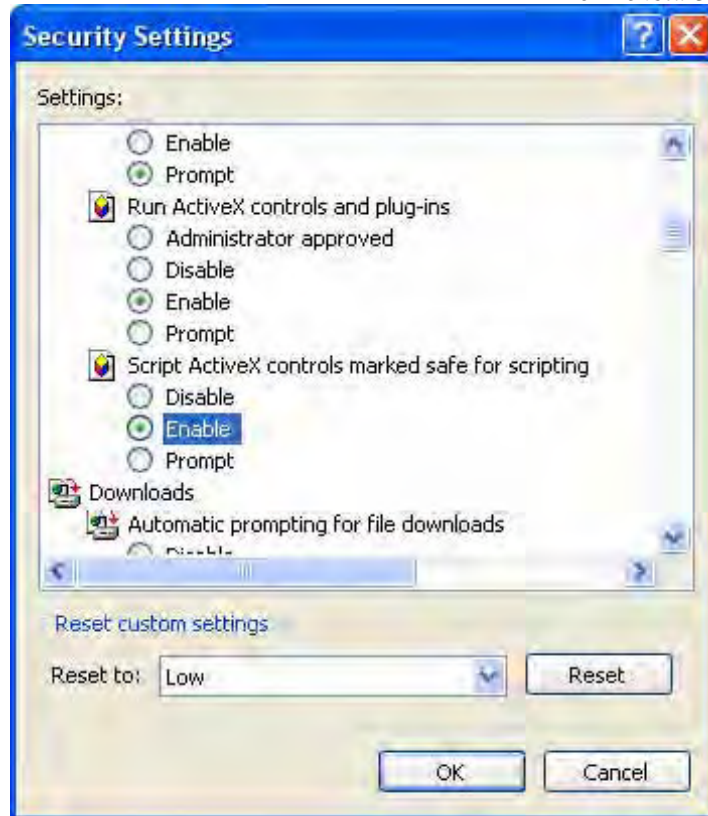 Security Settings
Settings:
Enable
Prompt
Run ActiveX controls and plug-ins
Administrator approved
Disable
Enable
Prompt
Script ActiveX controls marked safe for scripting
Disable
Enable
Prompt
Downloads
Automatic prompting for file downloads
Disable
Reset custom settings
Reset to: Low Reset
OK Cancel